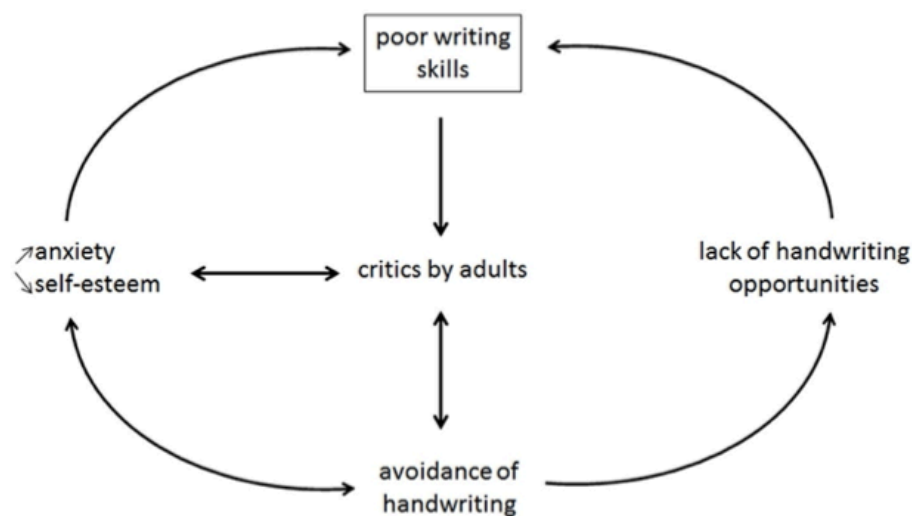 poor writing
skills
↗anxiety
↘self-esteem
critics by adults
lack of handwriting
opportunities
avoidance of
handwriting